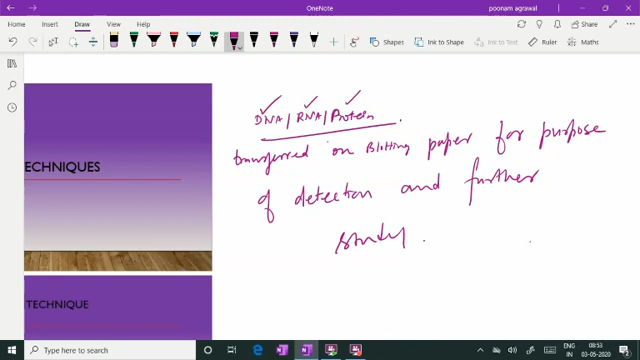 OneNote
poonam agrawal
Home Insert Draw View Help
Share
Shapes Ink to Shape Ink to Text Ruler Maths
DNA/ RNA/ Protein.
ECHNIQUES
transferred on Blotting paper for purpose
of detection and further
study.
TECHNIQUE
Type here to search
ENG
IN
08:53
03-05-2020
2